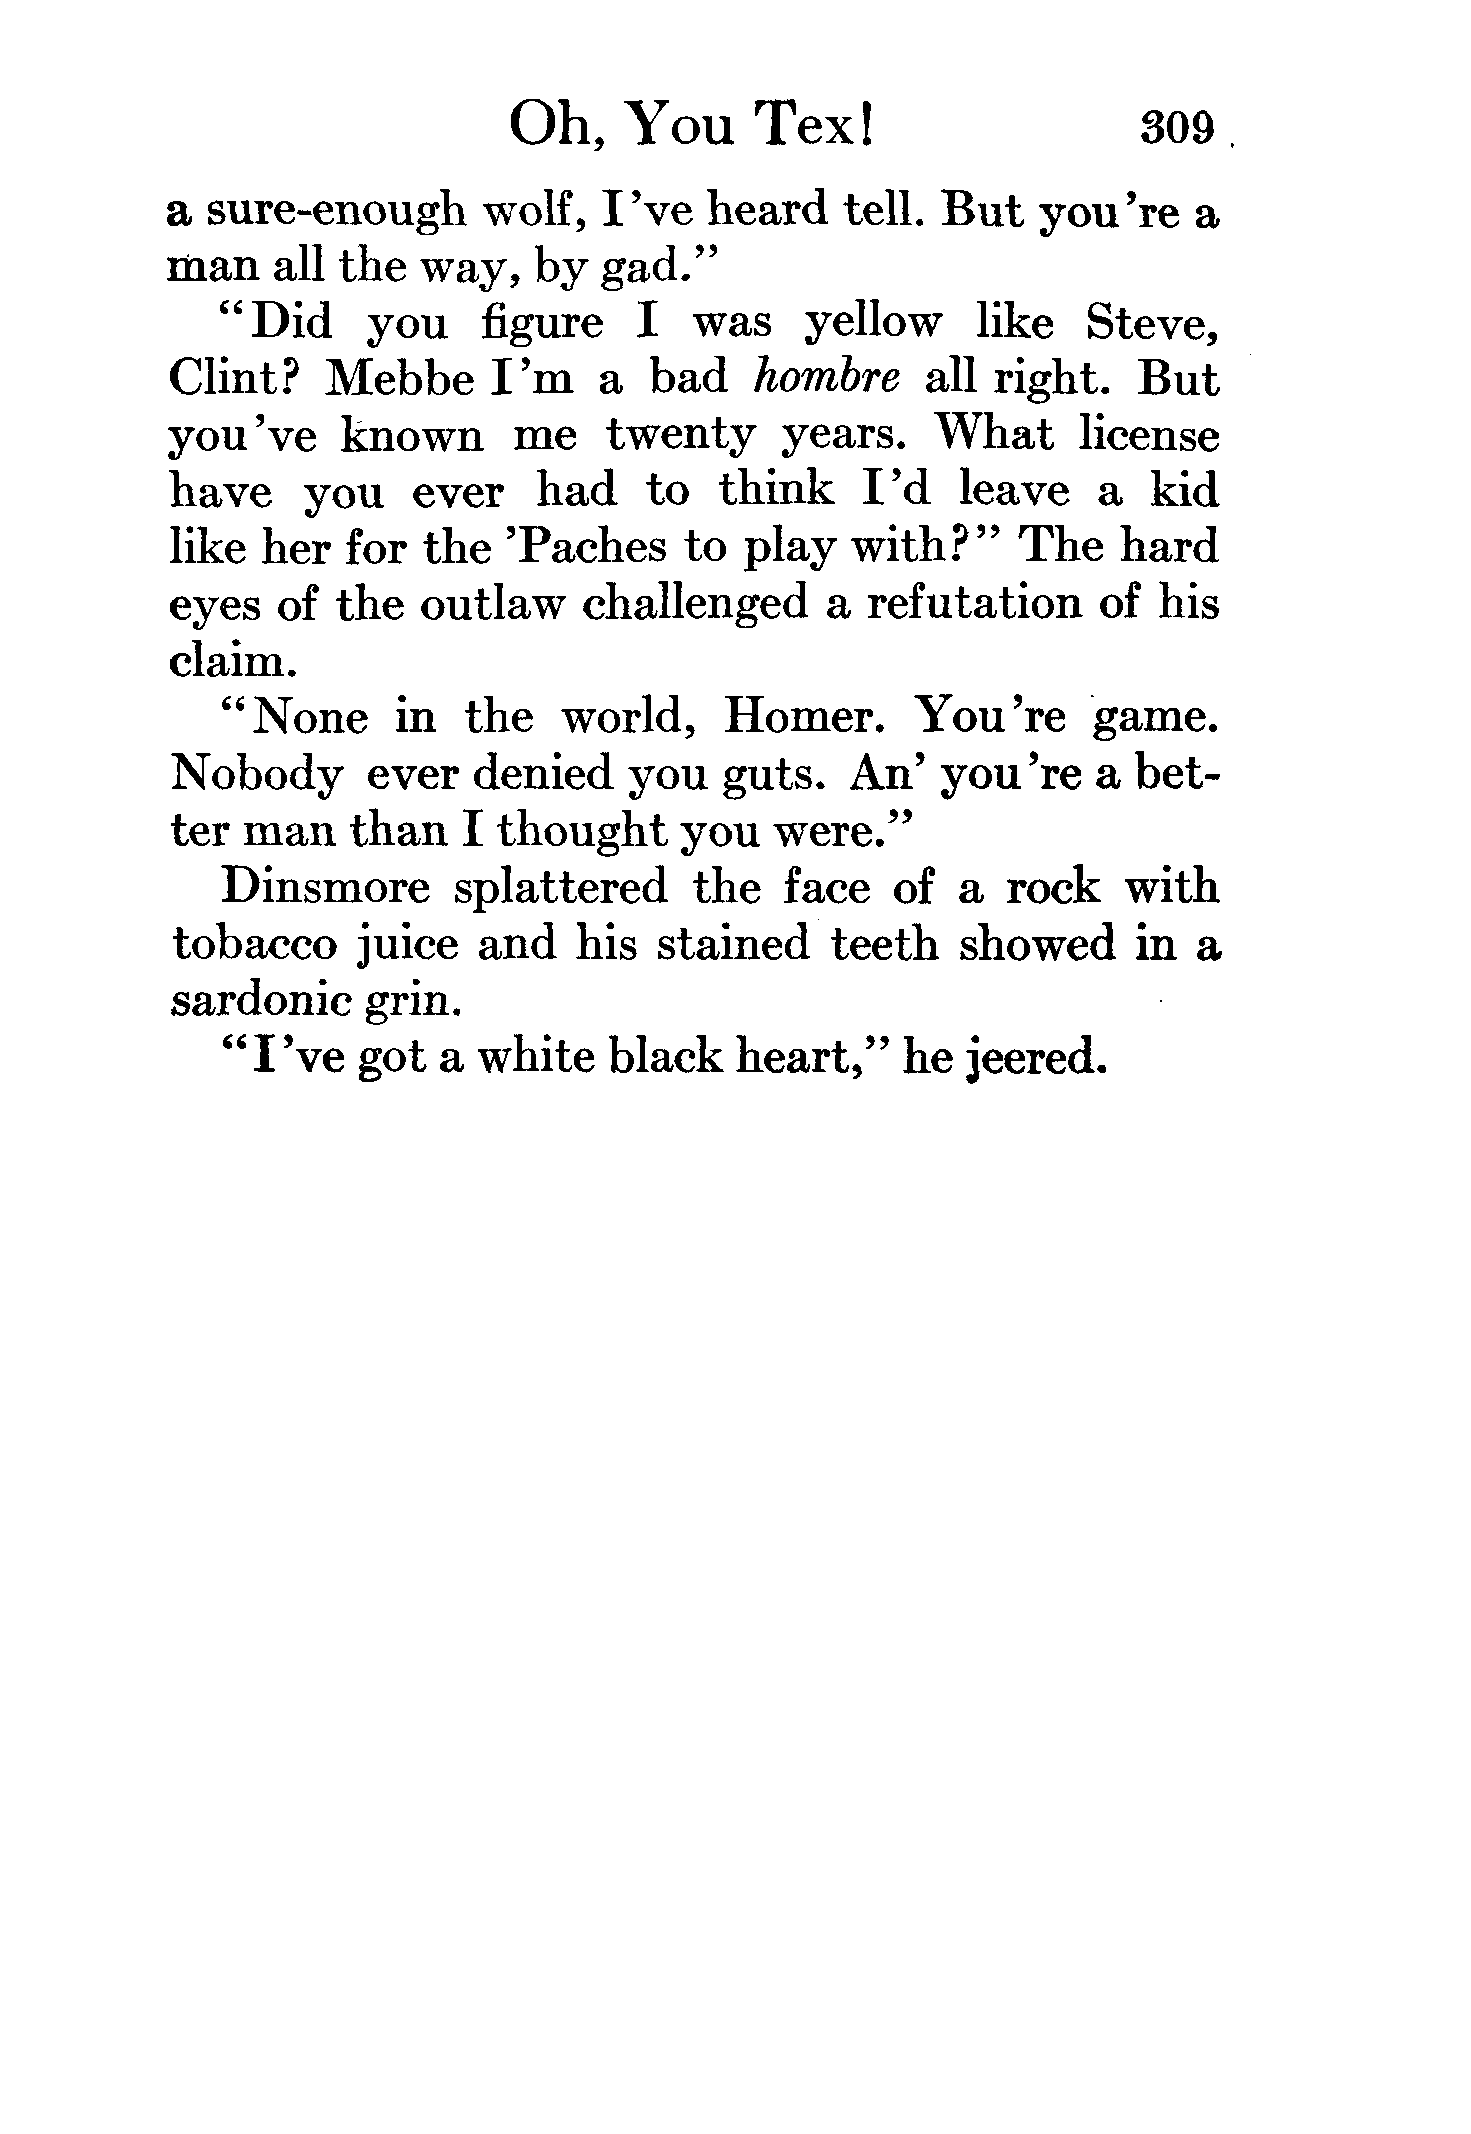 Oh, You Tex! 309
a sure-enough wolf, I've heard tell. But you're a
man all the way, by gad."
"Did you figure I was yellow like Steve,
Clint? Mebbe I'm a bad hombre all right. But
you've known me twenty years. What license
have you ever had to think I'd leave a kid
like her for the 'Paches to play with?" The hard
eyes of the outlaw challenged a refutation of his
claim.
"None in the world, Homer. You're game.
Nobody ever denied you guts. An' you're a bet-
ter man than I thought you were."
Dinsmore splattered the face of a rock with
tobacco juice and his stained teeth showed in a
sardonic grin.
"I've got a white black heart," he jeered.